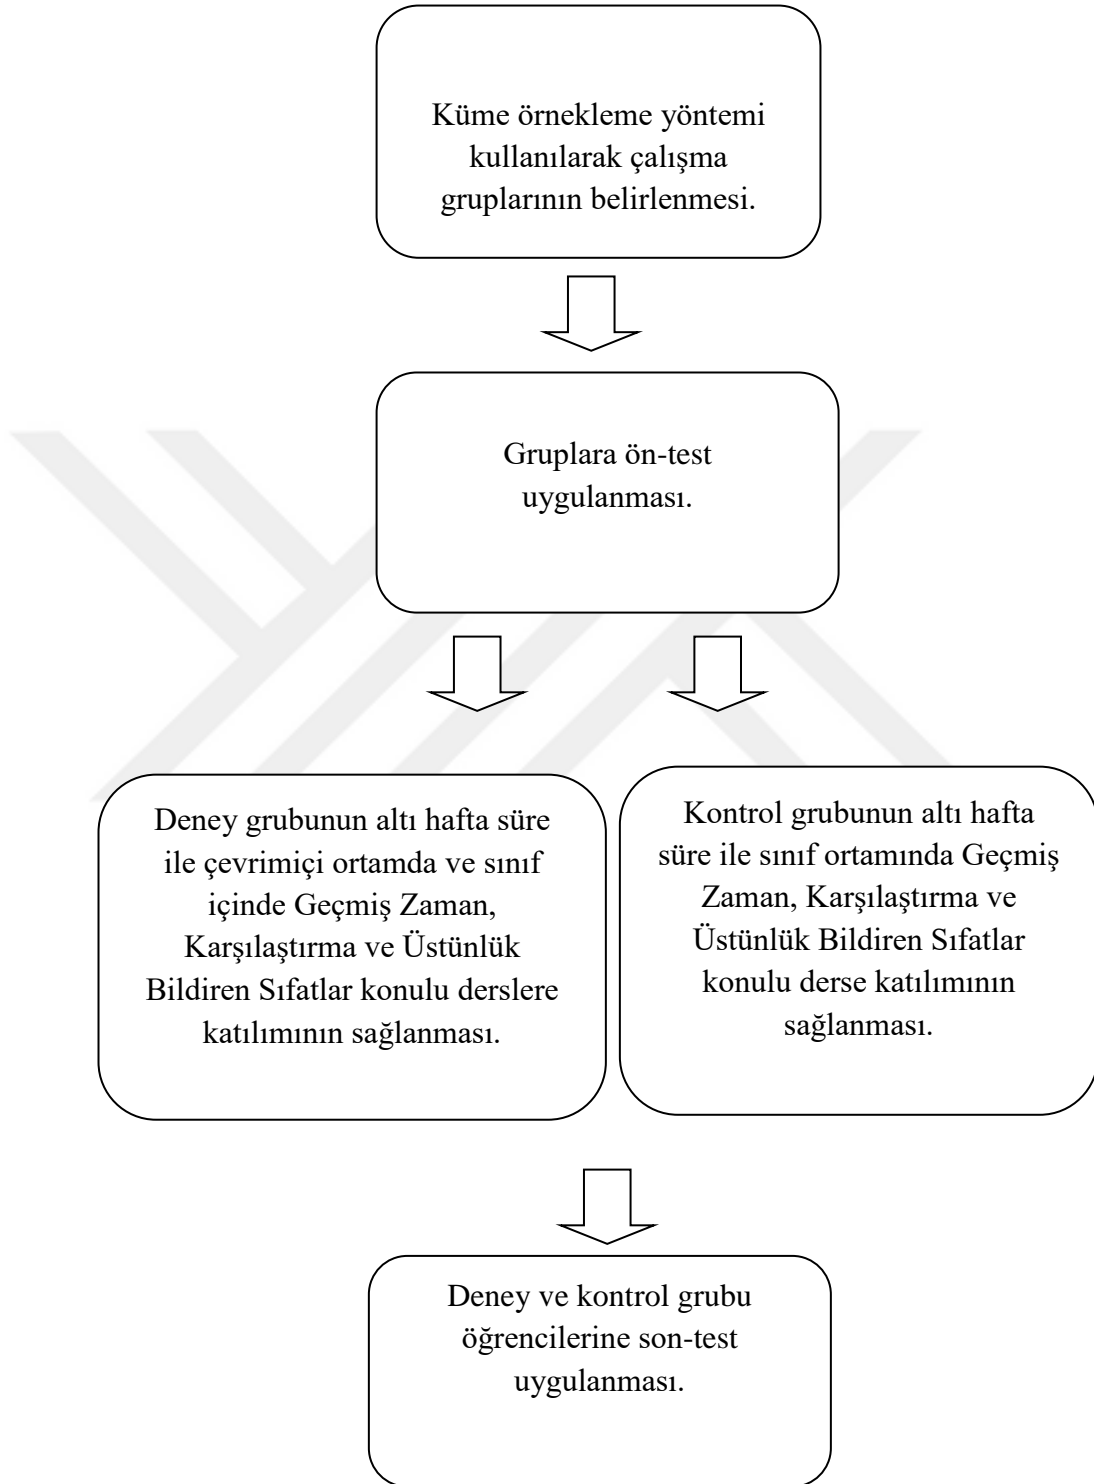 Küme örnekleme yöntemi
kullanılarak çalışma
gruplarının belirlenmesi.
Gruplara ön-test
uygulanması.
Deney grubunun altı hafta süre
ile çevrimiçi ortamda ve sınıf
içinde Geçmiş Zaman,
Karşılaştırma ve Üstünlük
Bildiren Sıfatlar konulu derslere
katılımının sağlanması.
Kontrol grubunun altı hafta
süre ile sınıf ortamında Geçmiş
Zaman, Karşılaştırma ve
Üstünlük Bildiren Sıfatlar
konulu derse katılımının
sağlanması.
Deney ve kontrol grubu
öğrencilerine son-test
uygulanması.